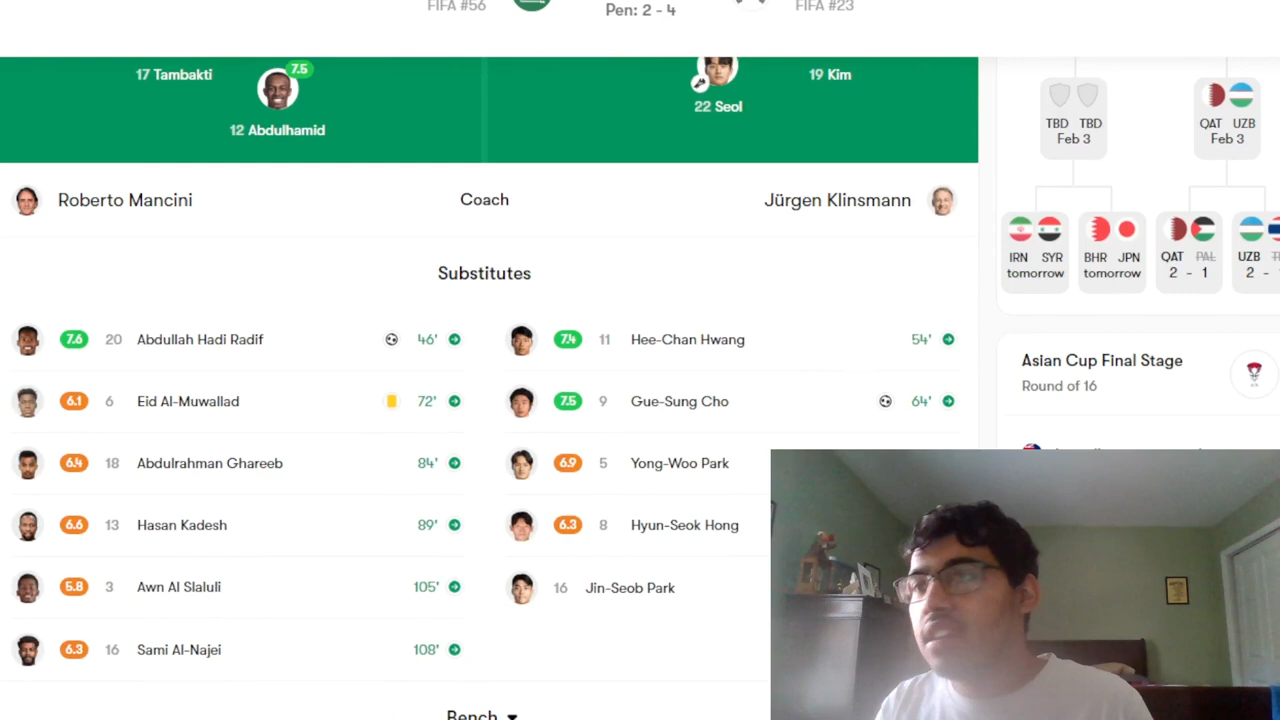 FIFA #56
Pen: 2 - 4
FIFA #23
17 Tambakti
7.5
12 Abdulhamid
22 Seol
19 Kim
Roberto Mancini
Coach
Jürgen Klinsmann
Substitutes
7.6 20 Abdullah Hadi Radif 46'
7.4 11 Hee-Chan Hwang 54'
6.1 6 Eid Al-Muwallad 72'
7.5 9 Gue-Sung Cho 64'
6.4 18 Abdulrahman Ghareeb 84'
6.9 5 Yong-Woo Park
6.6 13 Hasan Kadesh 89'
6.3 8 Hyun-Seok Hong
5.8 3 Awn Al Slaluli 105'
16 Jin-Seob Park
6.3 16 Sami Al-Najei 108'
Bench
TBD TBD
Feb 3
QAT UZB
Feb 3
IRN SYR
tomorrow
BHR JPN
tomorrow
QAT PAL
2 - 1
UZB
2 -
Asian Cup Final Stage
Round of 16